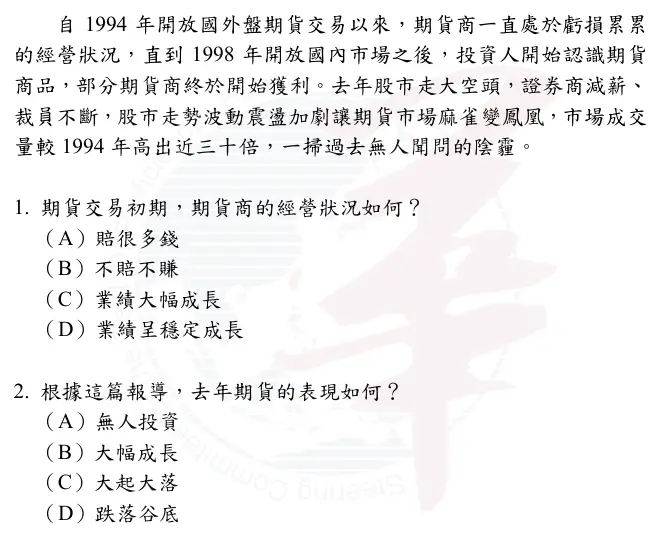 自 1994 年開放國外盤期貨交易以來，期貨商一直處於虧損累累
的經營狀況，直到 1998 年開放國內市場之後，投資人開始認識期貨
商品，部分期貨商終於開始獲利。去年股市走大空頭，證券商減薪、
裁員不斷，股市走勢波動震盪加劇讓期貨市場麻雀變鳳凰，市場成交
量較 1994 年高出近三十倍，一掃過去無人聞問的陰霾。
1. 期貨交易初期，期貨商的經營狀況如何？
（A）賠很多錢
（B）不賠不賺
（C）業績大幅成長
（D）業績呈穩定成長
2. 根據這篇報導，去年期貨的表現如何？
（A）無人投資
（B）大幅成長
（C）大起大落
（D）跌落谷底